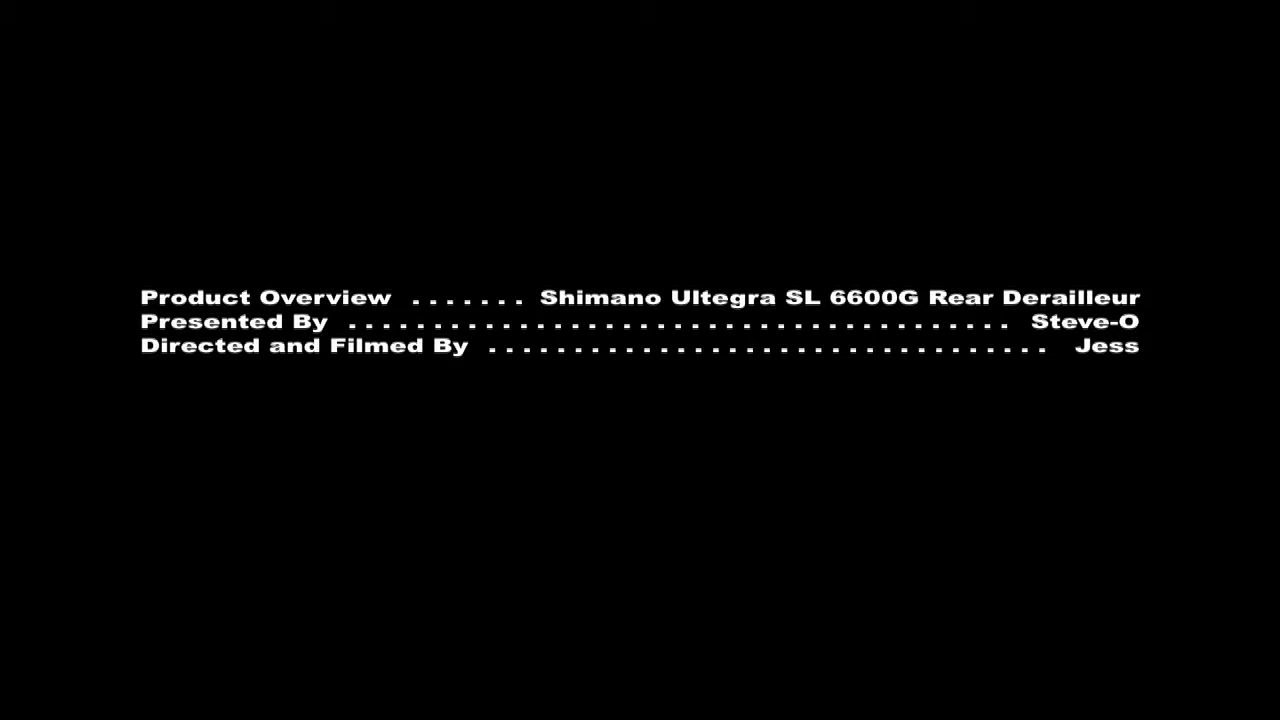 Product Overview . . . . . . . Shimano Ultegra SL 6600G Rear Derailleur
Presented By . . . . . . . . . . . . . . . . . . . . . . . . . . . . . . . . . . . . . . . Steve-O
Directed and Filmed By . . . . . . . . . . . . . . . . . . . . . . . . . . . . . . . . . Jess